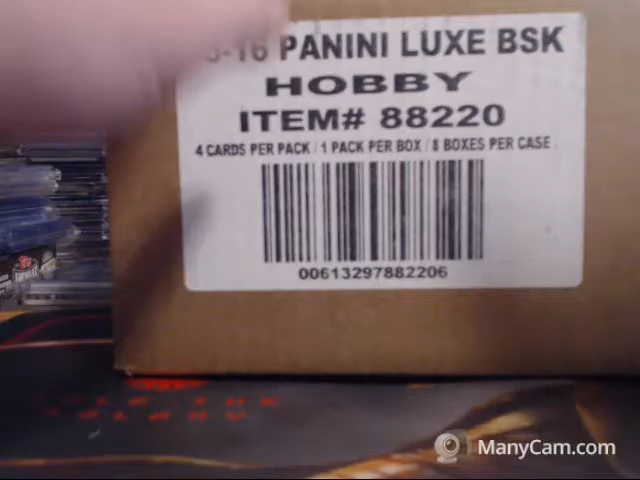 -16 PANINI LUXE BSK
HOBBY
ITEM# 88220
4 CARDS PER PACK / 1 PACK PER BOX / 8 BOXES PER CASE
00613297882206
ManyCam.com